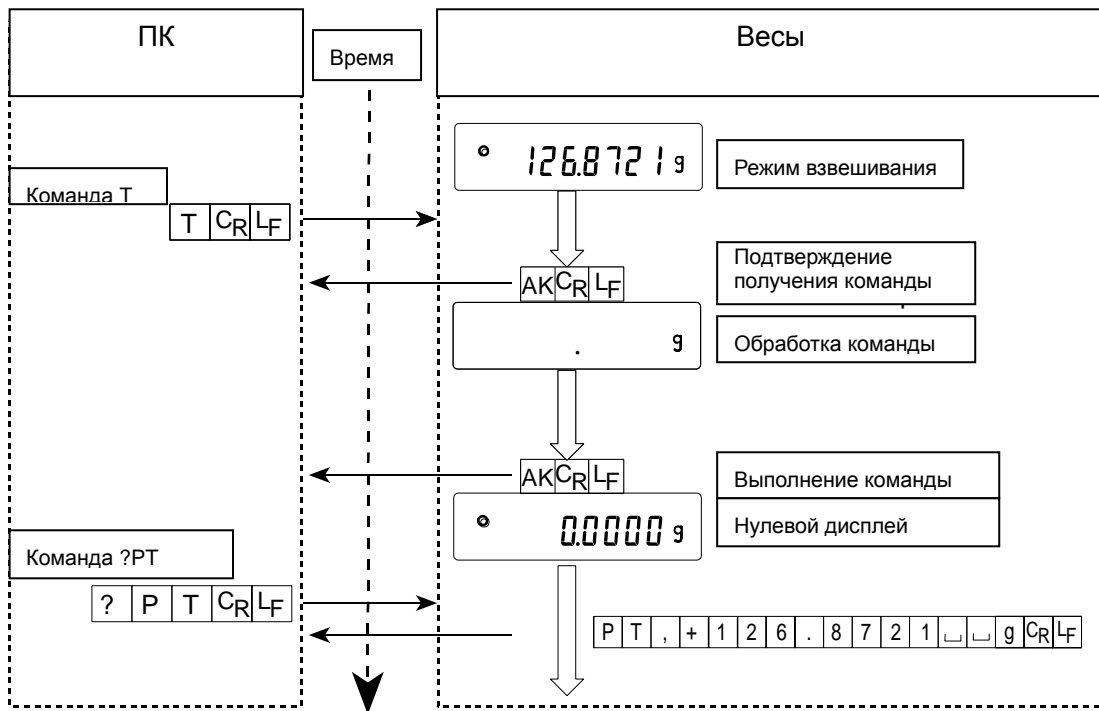 ПК
Время
Весы
126.8721 g
Режим взвешивания
Команда T
T CR LF
Подтверждение
получения команды
AK CR LF
. g
Обработка команды
AK CR LF
Выполнение команды
0.0000 g
Нулевой дисплей
Команда ?PT
? P T CR LF
P T , + 1 2 6 . 8 7 2 1 ␣ ␣ g CR LF